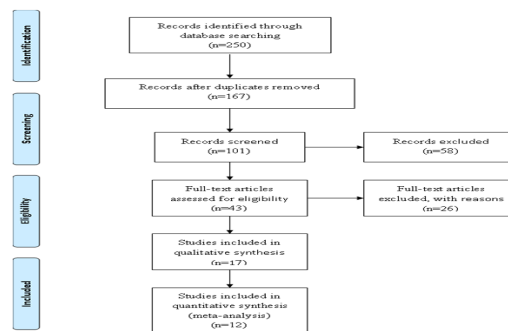 Identification
Records identified through
database searching
(n=250)
Records after duplicates removed
(n=167)
Screening
Records screened
(n=101)
Records excluded
(n=58)
Eligibility
Full-text articles
assessed for eligibility
(n=43)
Full-text articles
excluded, with reasons
(n=26)
Studies included in
qualitative synthesis
(n=17)
Included
Studies included in
quantitative synthesis
(meta-analysis)
(n=12)